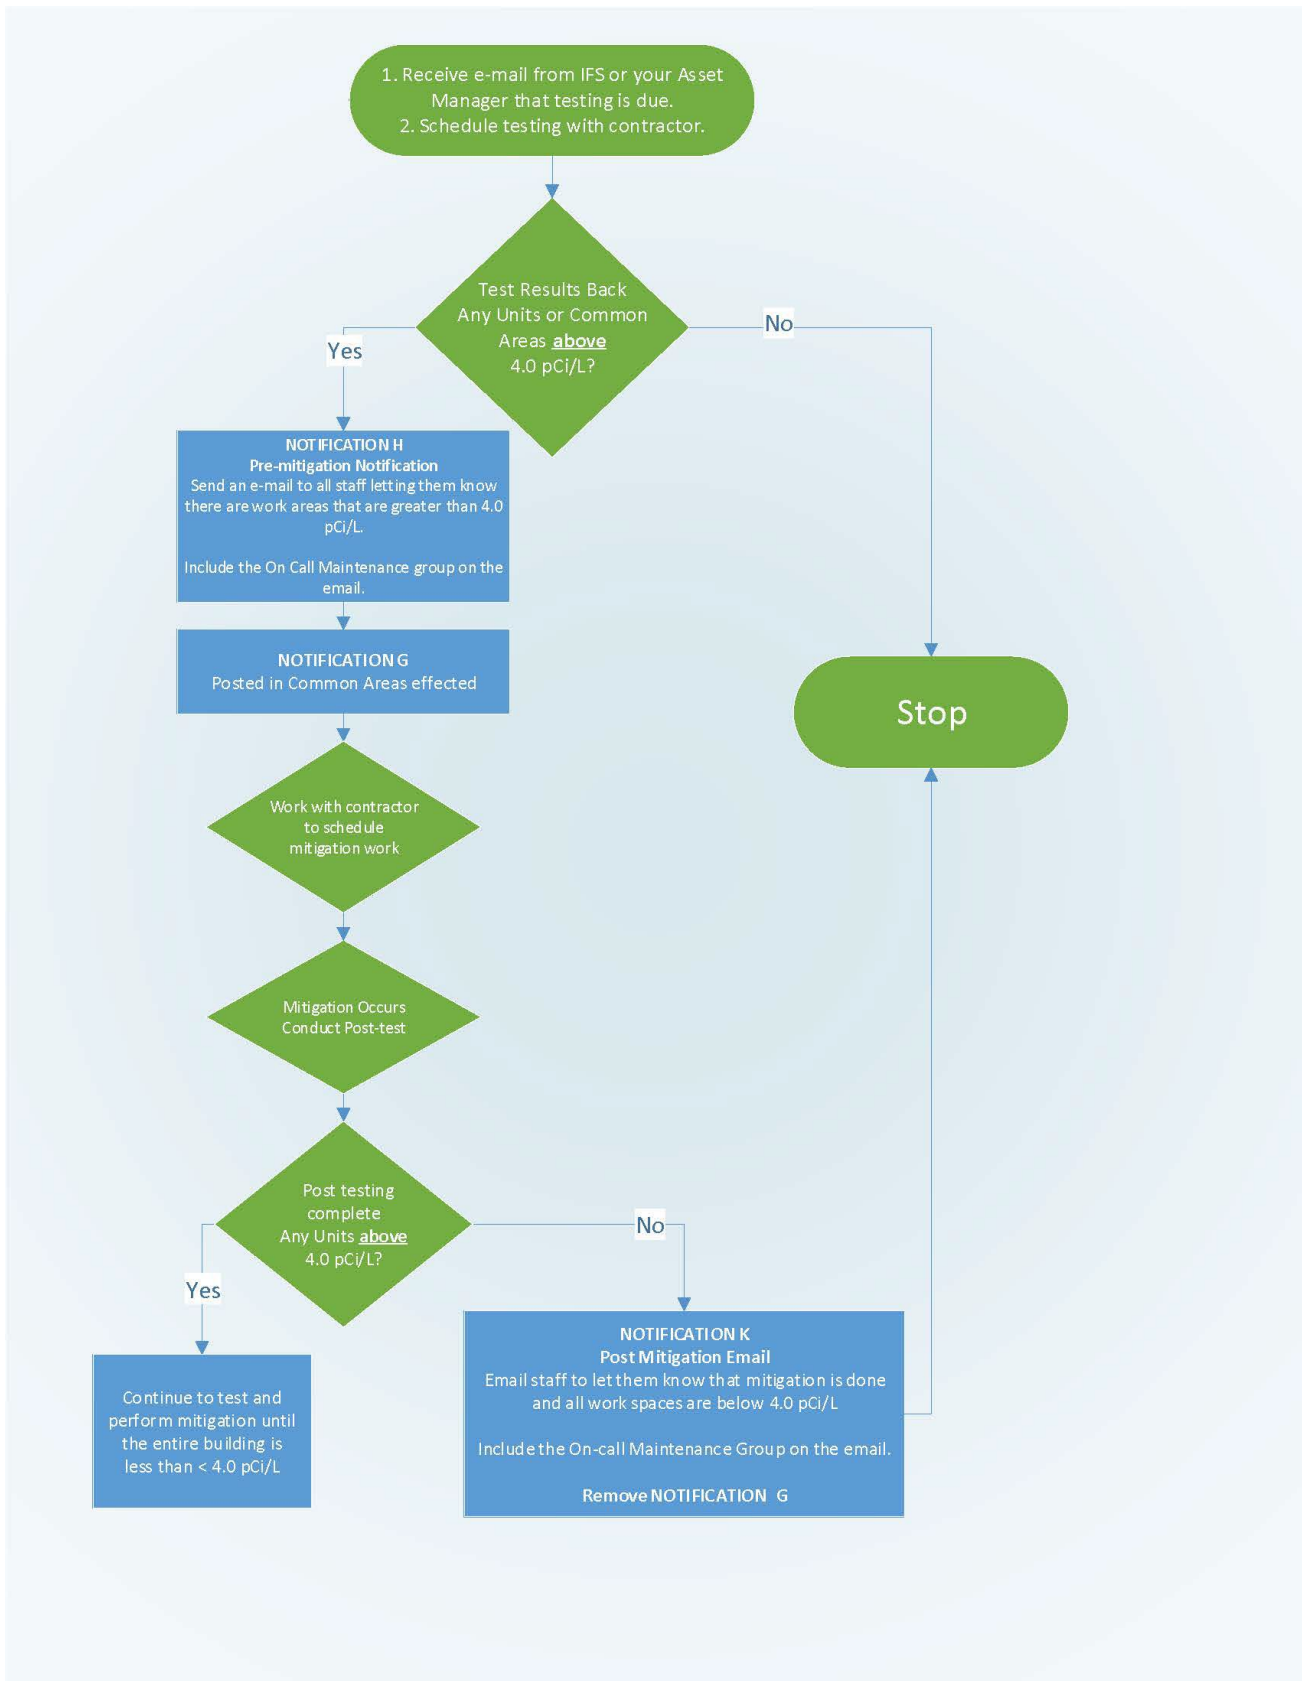 1. Receive e-mail from IFS or your Asset
Manager that testing is due.
2. Schedule testing with contractor.
Test Results Back
Any Units or Common
Areas above
4.0 pCi/L?
No
Yes
NOTIFICATION H
Pre-mitigation Notification
Send an e-mail to all staff letting them know
there are work areas that are greater than 4.0
pCi/L.
Include the On Call Maintenance group on the
email.
NOTIFICATION G
Posted in Common Areas effected
Stop
Work with contractor
to schedule
mitigation work
Mitigation Occurs
Conduct Post-test
Post testing
complete
Any Units above
4.0 pCi/L?
No
Yes
NOTIFICATION K
Post Mitigation Email
Email staff to let them know that mitigation is done
and all work spaces are below 4.0 pCi/L
Include the On-call Maintenance Group on the email.
Remove NOTIFICATION G
Continue to test and
perform mitigation until
the entire building is
less than < 4.0 pCi/L